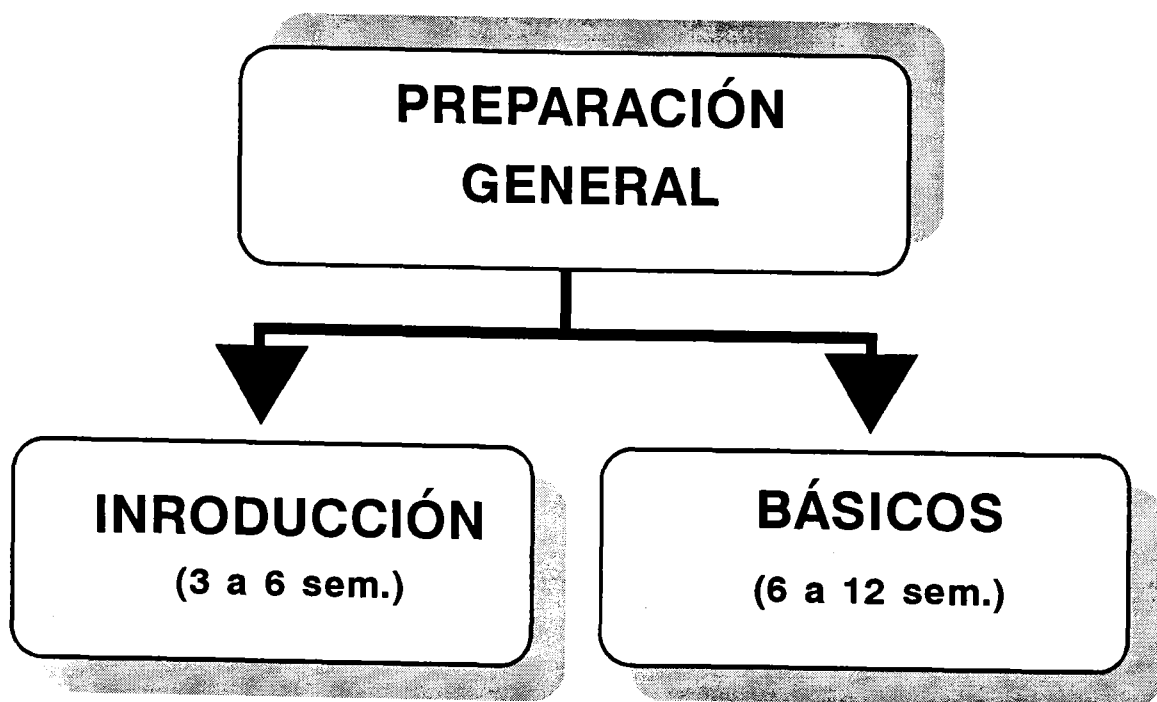 PREPARACIÓN
GENERAL
INRODUCCIÓN
(3 a 6 sem.)
BÁSICOS
(6 a 12 sem.)